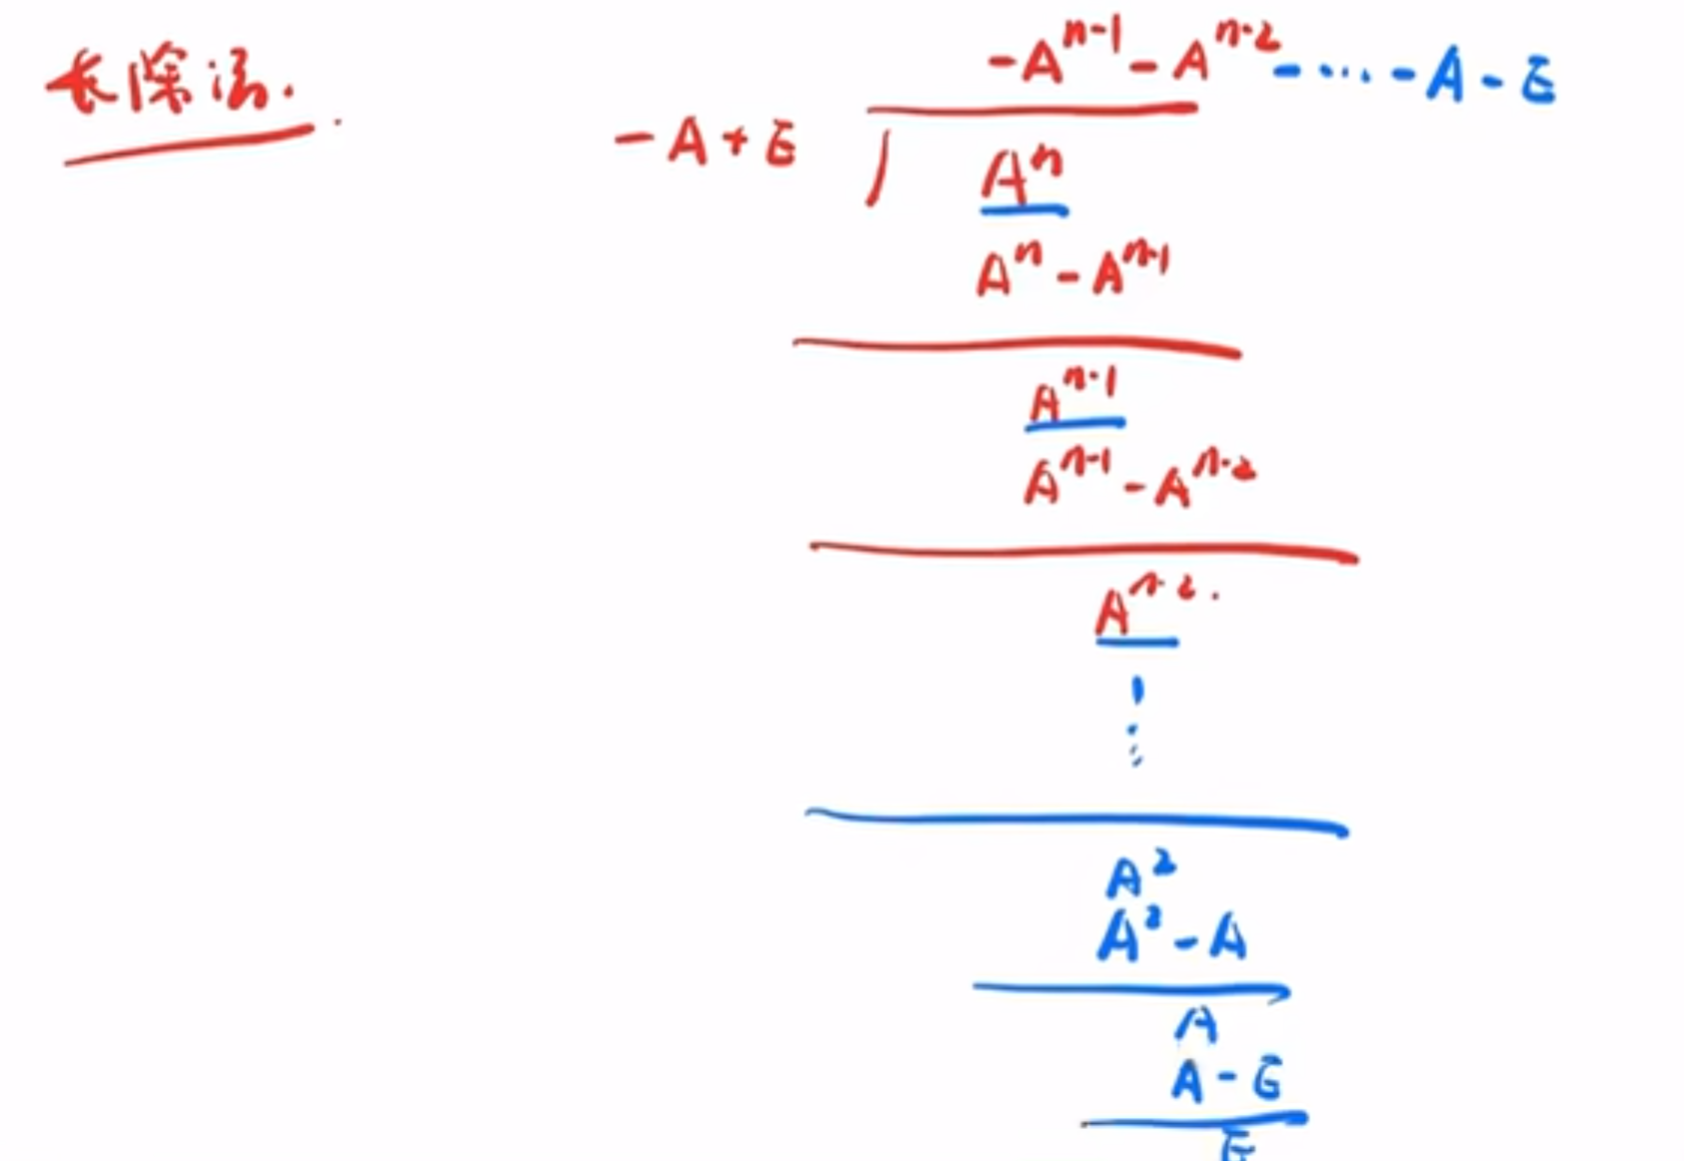 长除法.
-A^{n-1} - A^{n-2} - ... - A - E
-A + E
A^n
A^n - A^{n-1}
A^{n-1}
A^{n-1} - A^{n-2}
A^{n-2}.
⋮
A^2
A^2 - A
A
A - E
E